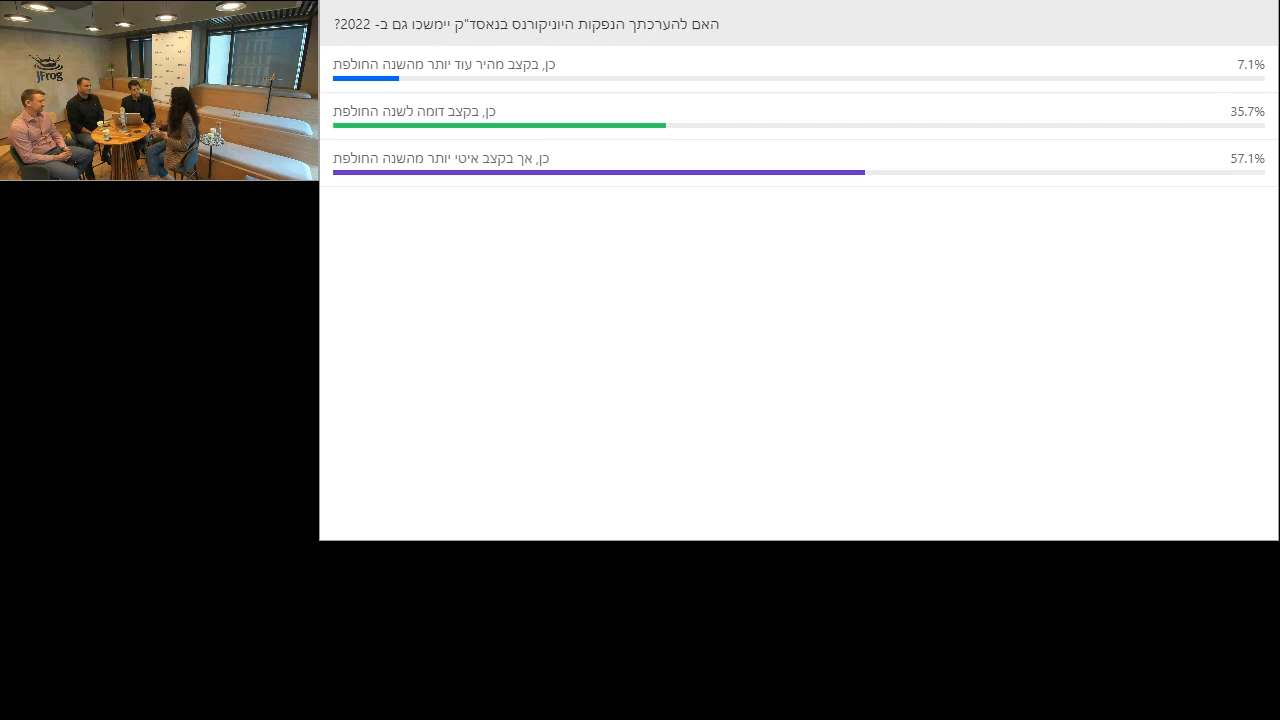 JFrog
האם להערכתך הנפקות היוניקורנס בנאסד"ק יימשכו גם ב- 2022?
כן, בקצב מהיר עוד יותר מהשנה החולפת
7.1%
כן, בקצב דומה לשנה החולפת
35.7%
כן, אך בקצב איטי יותר מהשנה החולפת
57.1%